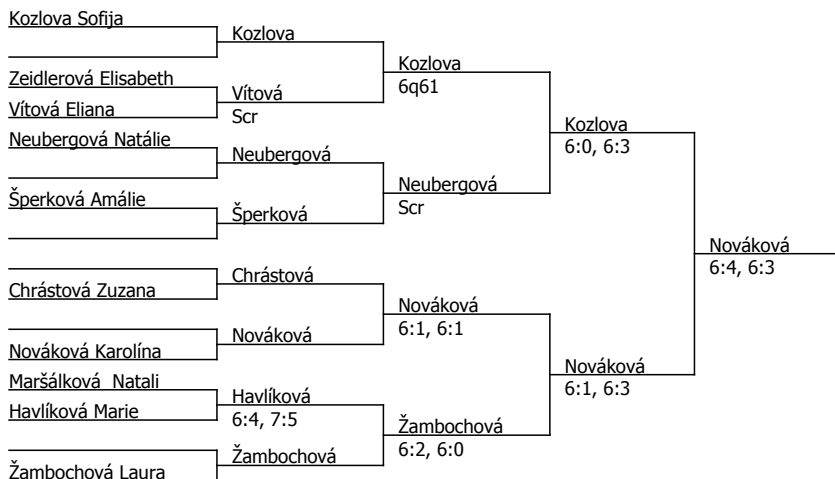 Kozlova Sofija
Zeidlerová Elisabeth
Vítová Eliana
Neubergová Natálie
Šperková Amálie
Chrástová Zuzana
Nováková Karolína
Maršálková  Natali
Havlíková Marie
Žambochová Laura
Kozlova
Vítová
Scr
Neubergová
Šperková
Chrástová
Nováková
Havlíková
6:4, 7:5
Žambochová
Kozlova
6q61
Neubergová
Scr
Nováková
6:1, 6:1
Žambochová
6:2, 6:0
Kozlova
6:0, 6:3
Nováková
6:1, 6:3
Nováková
6:4, 6:3